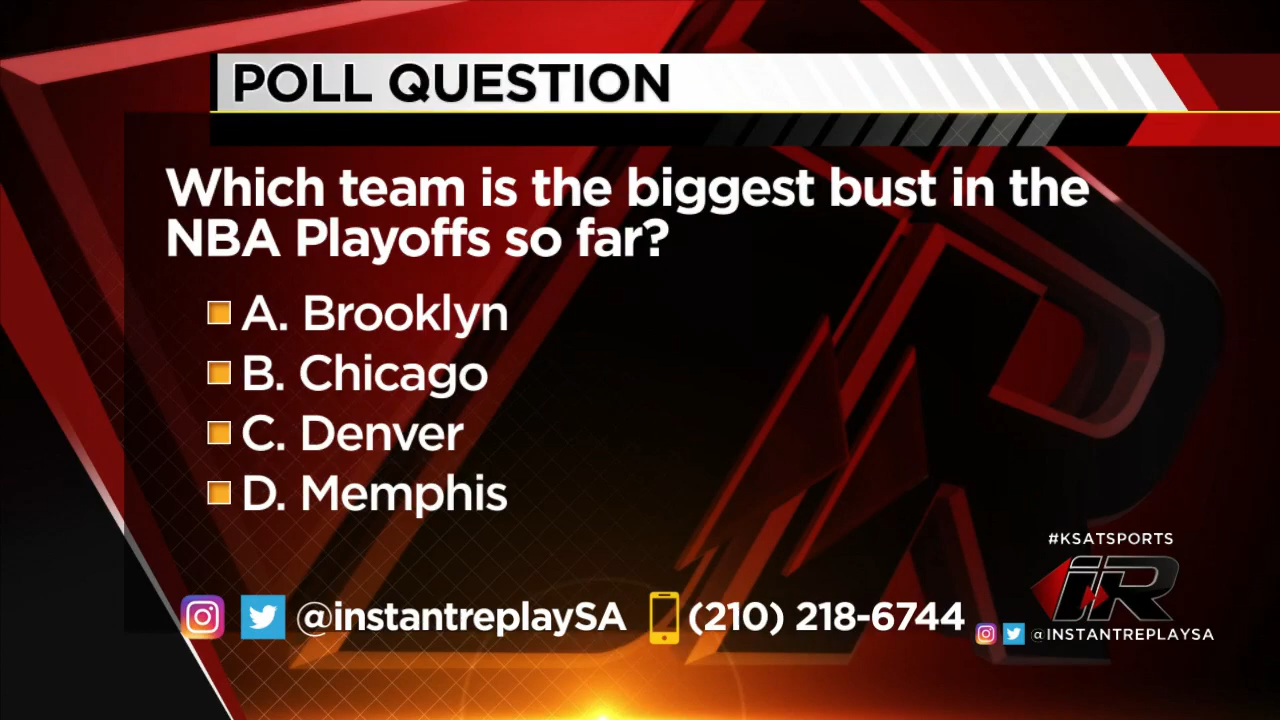 POLL QUESTION
Which team is the biggest bust in the
NBA Playoffs so far?
A. Brooklyn
B. Chicago
C. Denver
D. Memphis
@instantreplaySA (210) 218-6744
#KSATSPORTS
iR
@INSTANTREPLAYSA